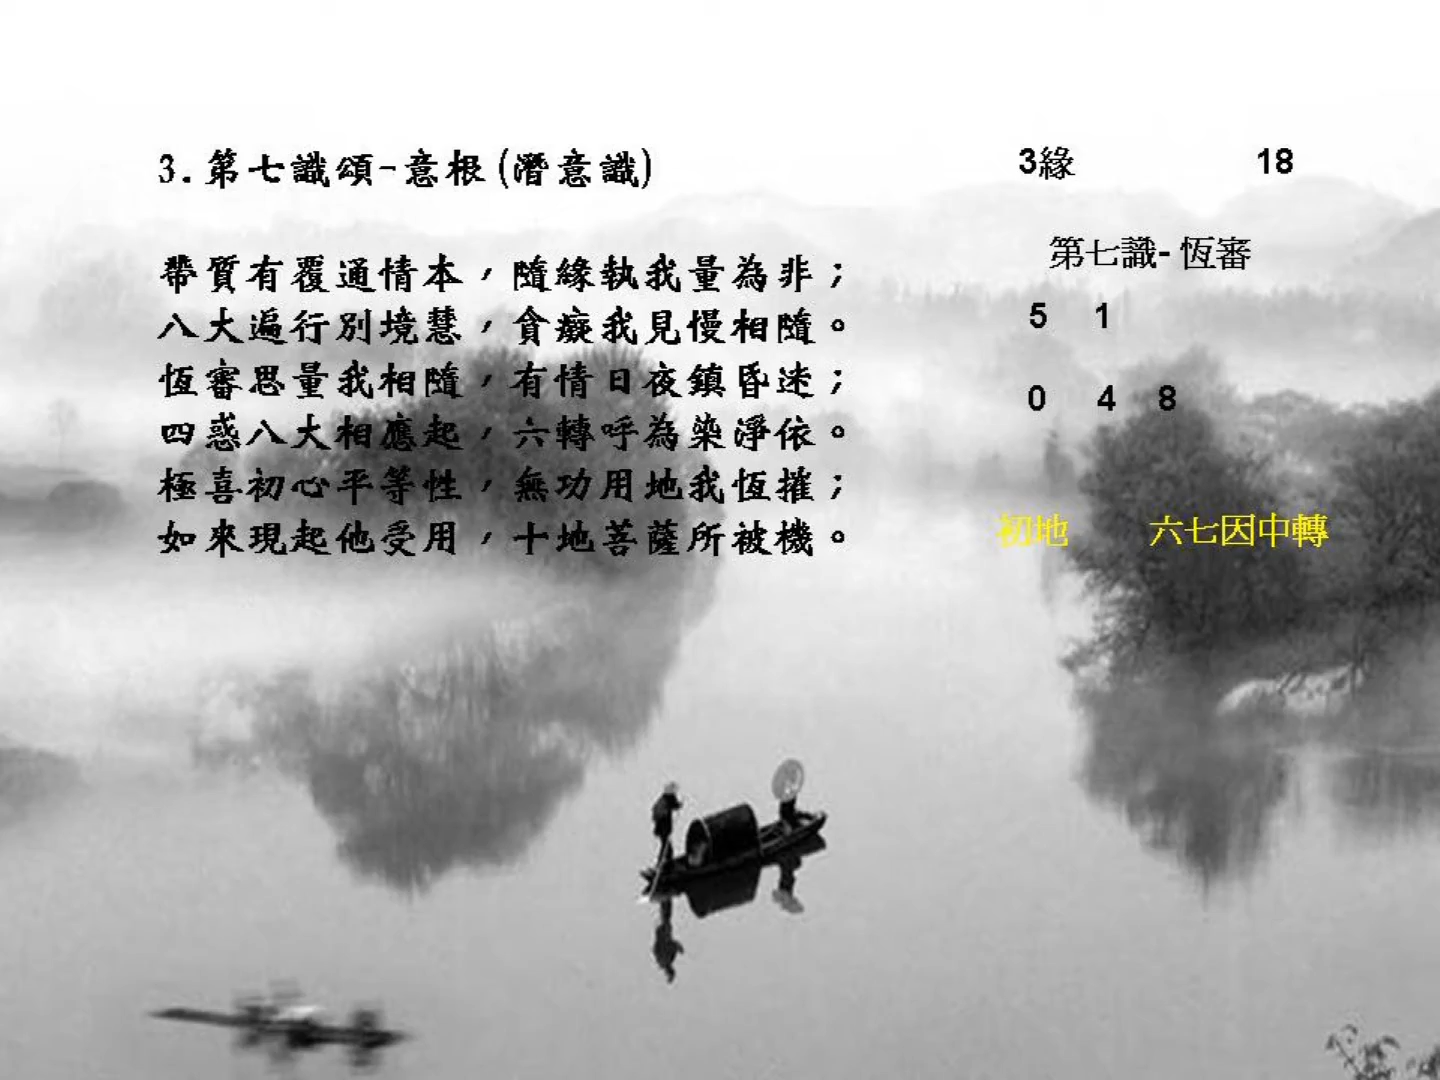 3.第七識頌-意根(潛意識)
3緣 18
第七識- 恆審
帶質有覆通情本，隨緣執我量為非；
八大遍行別境慧，貪癡我見慢相隨。
5 1
恆審思量我相隨，有情日夜鎮昏迷；
0 4 8
四惑八大相應起，六轉呼為染淨依。
極喜初心平等性，無功用地我恆摧；
如來現起他受用，十地菩薩所被機。
初地 六七因中轉